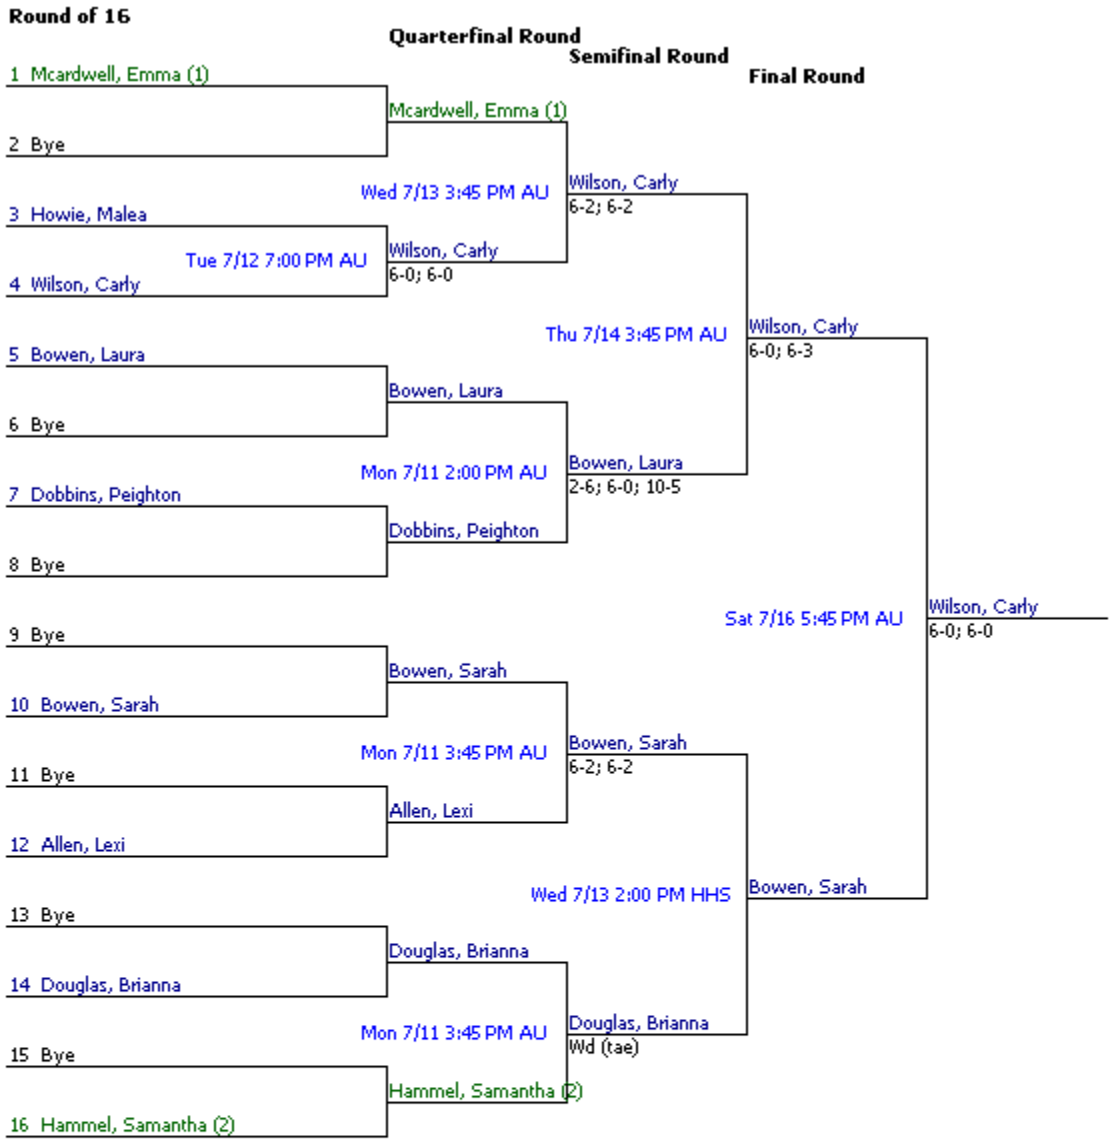 Round of 16
Quarterfinal Round
Semifinal Round
Final Round
1 Mcardwell, Emma (1)
Mcardwell, Emma (1)
2 Bye
Wed 7/13 3:45 PM AU
Wilson, Carly
6-2; 6-2
3 Howie, Malea
Tue 7/12 7:00 PM AU
Wilson, Carly
6-0; 6-0
4 Wilson, Carly
Thu 7/14 3:45 PM AU
Wilson, Carly
6-0; 6-3
5 Bowen, Laura
Bowen, Laura
6 Bye
Mon 7/11 2:00 PM AU
Bowen, Laura
2-6; 6-0; 10-5
7 Dobbins, Peighton
Dobbins, Peighton
8 Bye
Sat 7/16 5:45 PM AU
Wilson, Carly
6-0; 6-0
9 Bye
Bowen, Sarah
10 Bowen, Sarah
Mon 7/11 3:45 PM AU
Bowen, Sarah
6-2; 6-2
11 Bye
Allen, Lexi
12 Allen, Lexi
Wed 7/13 2:00 PM HHS
Bowen, Sarah
13 Bye
Douglas, Brianna
14 Douglas, Brianna
Mon 7/11 3:45 PM AU
Douglas, Brianna
Wd (tae)
15 Bye
Hammel, Samantha (2)
16 Hammel, Samantha (2)